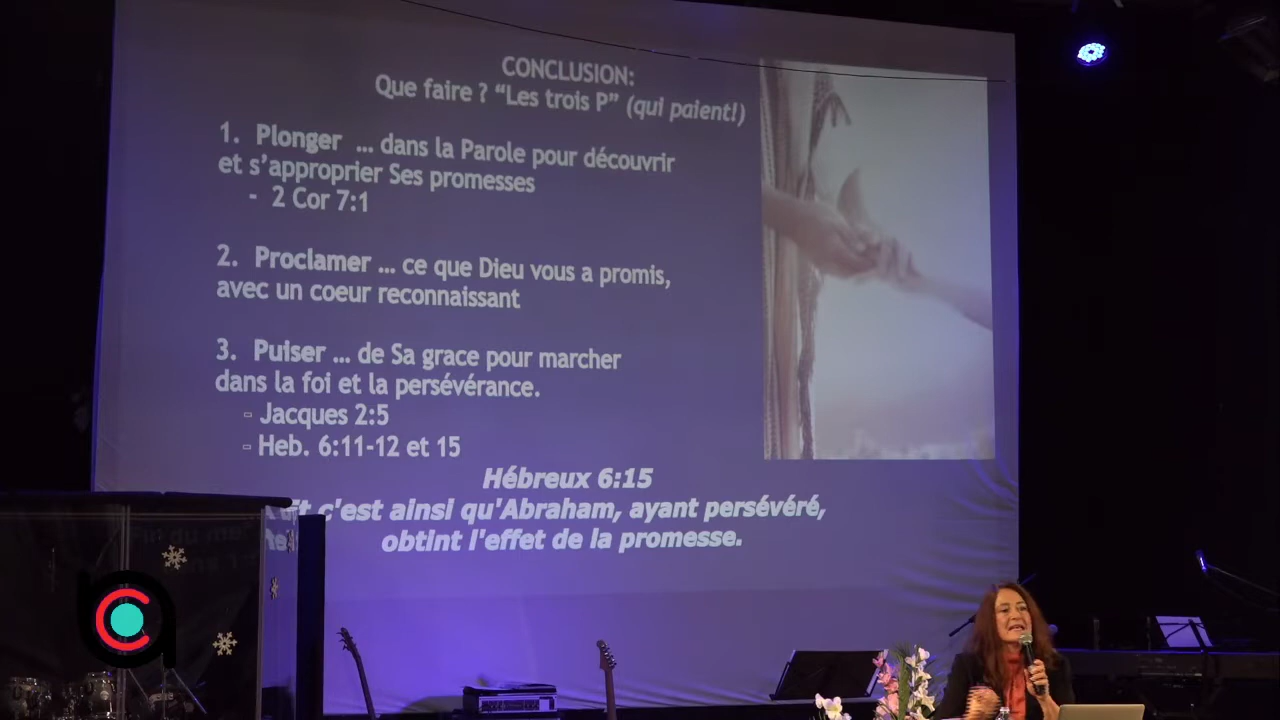 CONCLUSION:
Que faire ? “Les trois P” (qui paient!)
1. Plonger ... dans la Parole pour découvrir
et s’approprier Ses promesses
- 2 Cor 7:1
2. Proclamer ... ce que Dieu vous a promis,
avec un coeur reconnaissant
3. Puiser ... de Sa grace pour marcher
dans la foi et la persévérance.
- Jacques 2:5
- Heb. 6:11-12 et 15
Hébreux 6:15
Et c'est ainsi qu'Abraham, ayant persévéré,
obtint l'effet de la promesse.